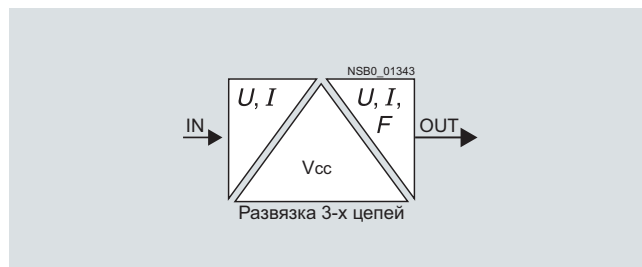 NSB0_01343
U, I
U, I,
F
IN
OUT
Vcc
Развязка 3-х цепей